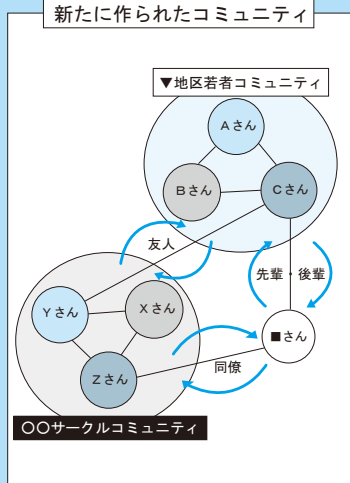 新たに作られたコミュニティ
▼地区若者コミュニティ
Aさん
Bさん
Cさん
友人
先輩・後輩
Yさん
Xさん
■さん
Zさん
同僚
〇〇サークルコミュニティ